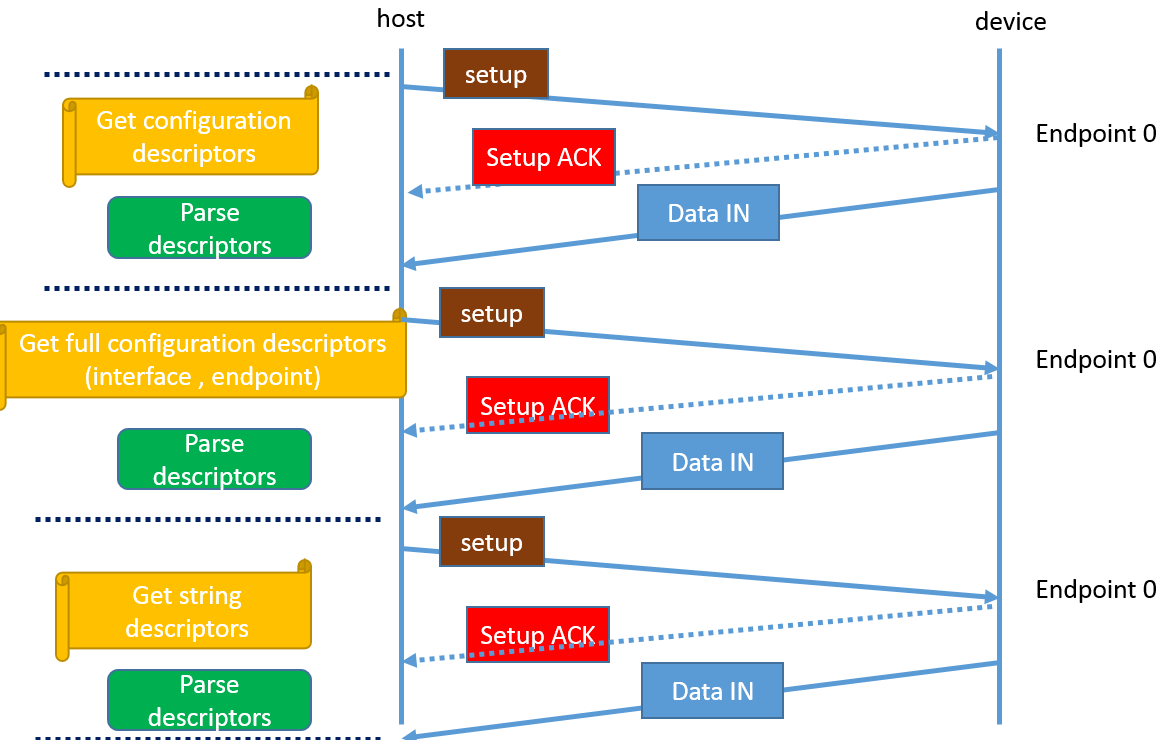 host
device
setup
Get configuration
descriptors
Endpoint 0
Setup ACK
Parse
descriptors
Data IN
setup
Get full configuration descriptors
(interface , endpoint)
Endpoint 0
Setup ACK
Parse
descriptors
Data IN
setup
Get string
descriptors
Endpoint 0
Setup ACK
Parse
descriptors
Data IN